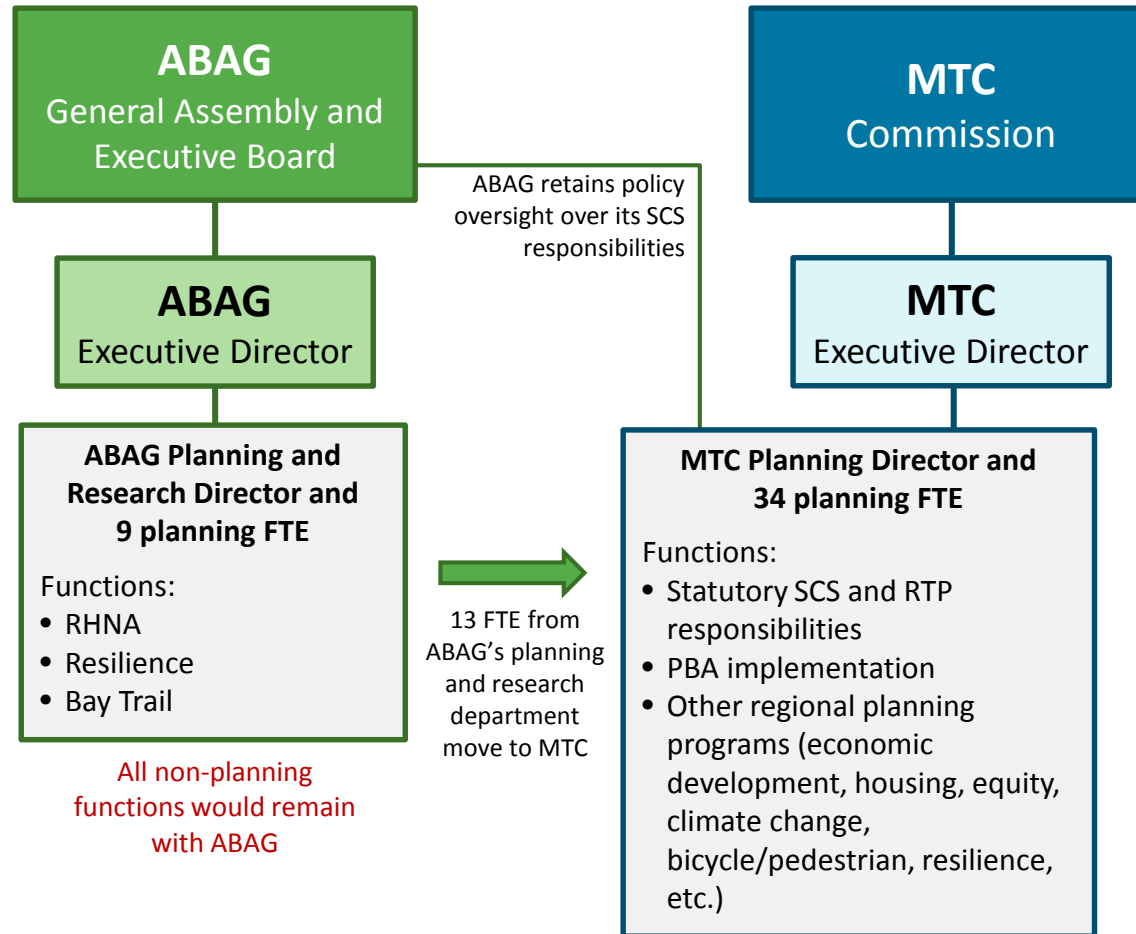 ABAG
General Assembly and
Executive Board
MTC
Commission
ABAG retains policy
oversight over its SCS
responsibilities
ABAG
Executive Director
MTC
Executive Director
ABAG Planning and
Research Director and
9 planning FTE
Functions:
• RHNA
• Resilience
• Bay Trail
All non-planning
functions would remain
with ABAG
13 FTE from
ABAG’s planning
and research
department
move to MTC
MTC Planning Director and
34 planning FTE
Functions:
• Statutory SCS and RTP
responsibilities
• PBA implementation
• Other regional planning
programs (economic
development, housing, equity,
climate change,
bicycle/pedestrian, resilience,
etc.)